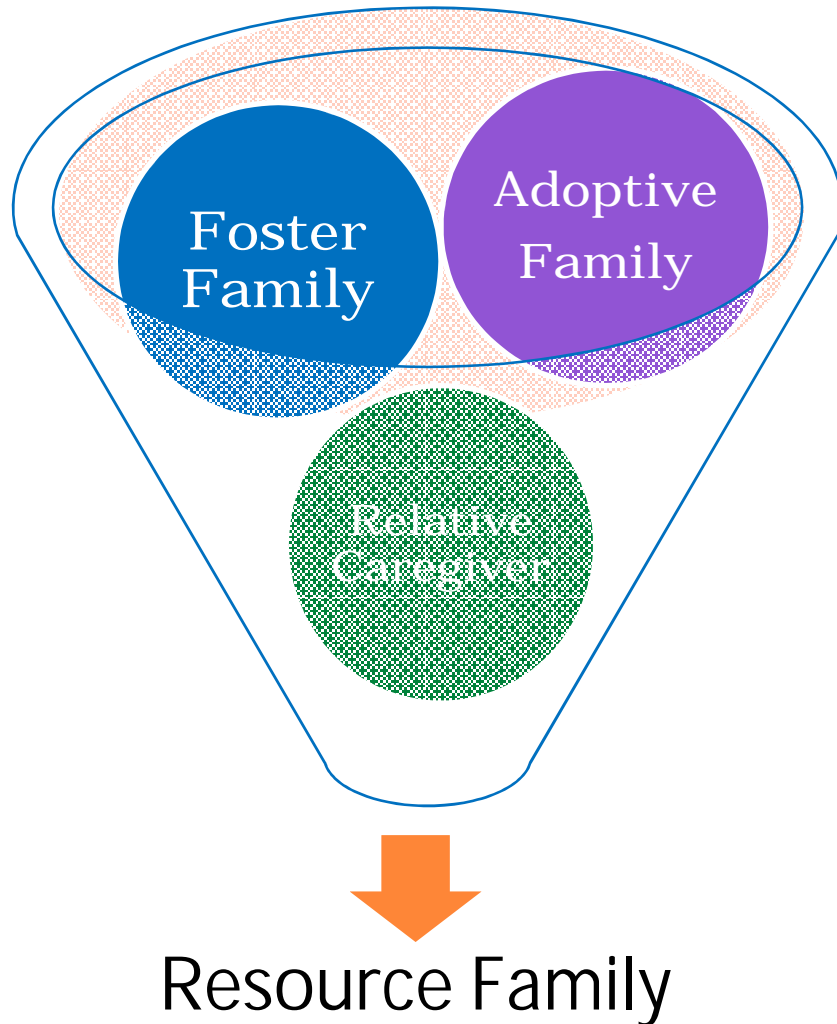 Foster
Family
Adoptive
Family
Relative
Caregiver
Resource Family